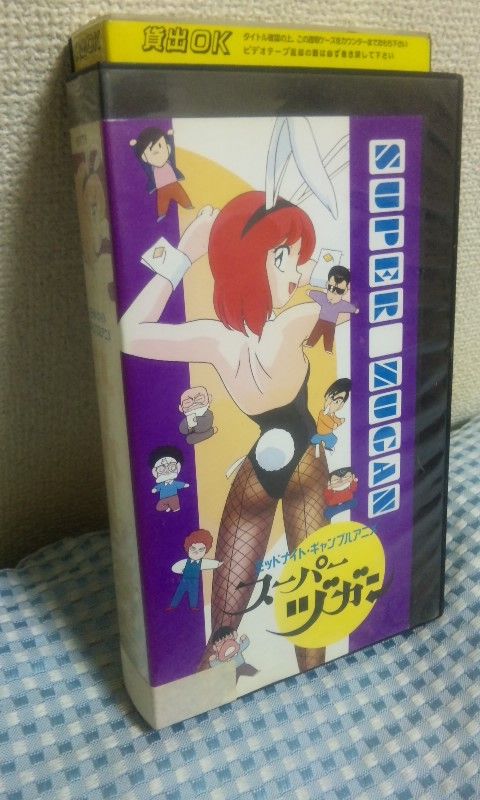 貸出OK
タイトル確認の上、この透明ケースをカウンターまでお持ち下さい
ビデオテープ返却の際は必ず巻き戻して下さい
SUPER ZUGAN
ミッドナイト・ギャンブルアニメ
スーパー
ヅガン